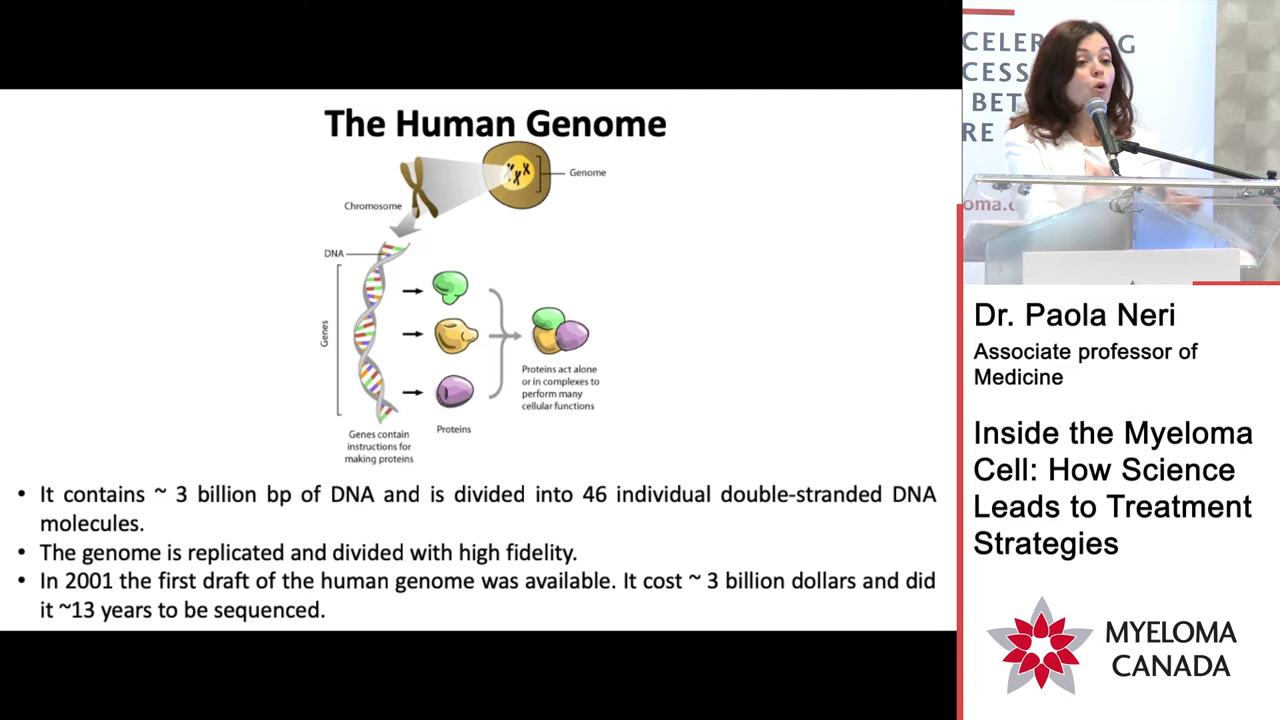 The Human Genome
Genome
Chromosome
DNA
Genes
Proteins act alone
or in complexes to
perform many
cellular functions
Genes contain
instructions for
making proteins
Proteins
• It contains ~ 3 billion bp of DNA and is divided into 46 individual double-stranded DNA
molecules.
• The genome is replicated and divided with high fidelity.
• In 2001 the first draft of the human genome was available. It cost ~ 3 billion dollars and did
it ~13 years to be sequenced.
CELER G
CESS
BET
RE
oma.c
Dr. Paola Neri
Associate professor of
Medicine
Inside the Myeloma
Cell: How Science
Leads to Treatment
Strategies
MYELOMA
CANADA